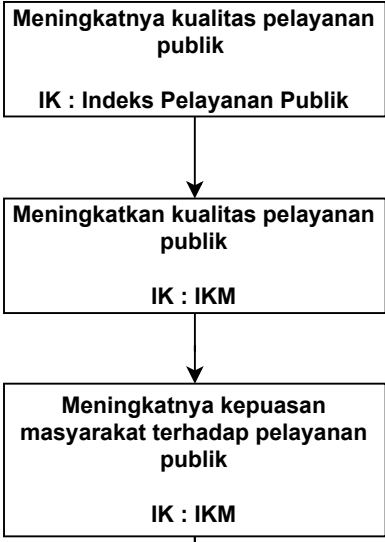 Meningkatnya kualitas pelayanan
publik
IK : Indeks Pelayanan Publik
Meningkatkan kualitas pelayanan
publik
IK : IKM
Meningkatnya kepuasan
masyarakat terhadap pelayanan
publik
IK : IKM